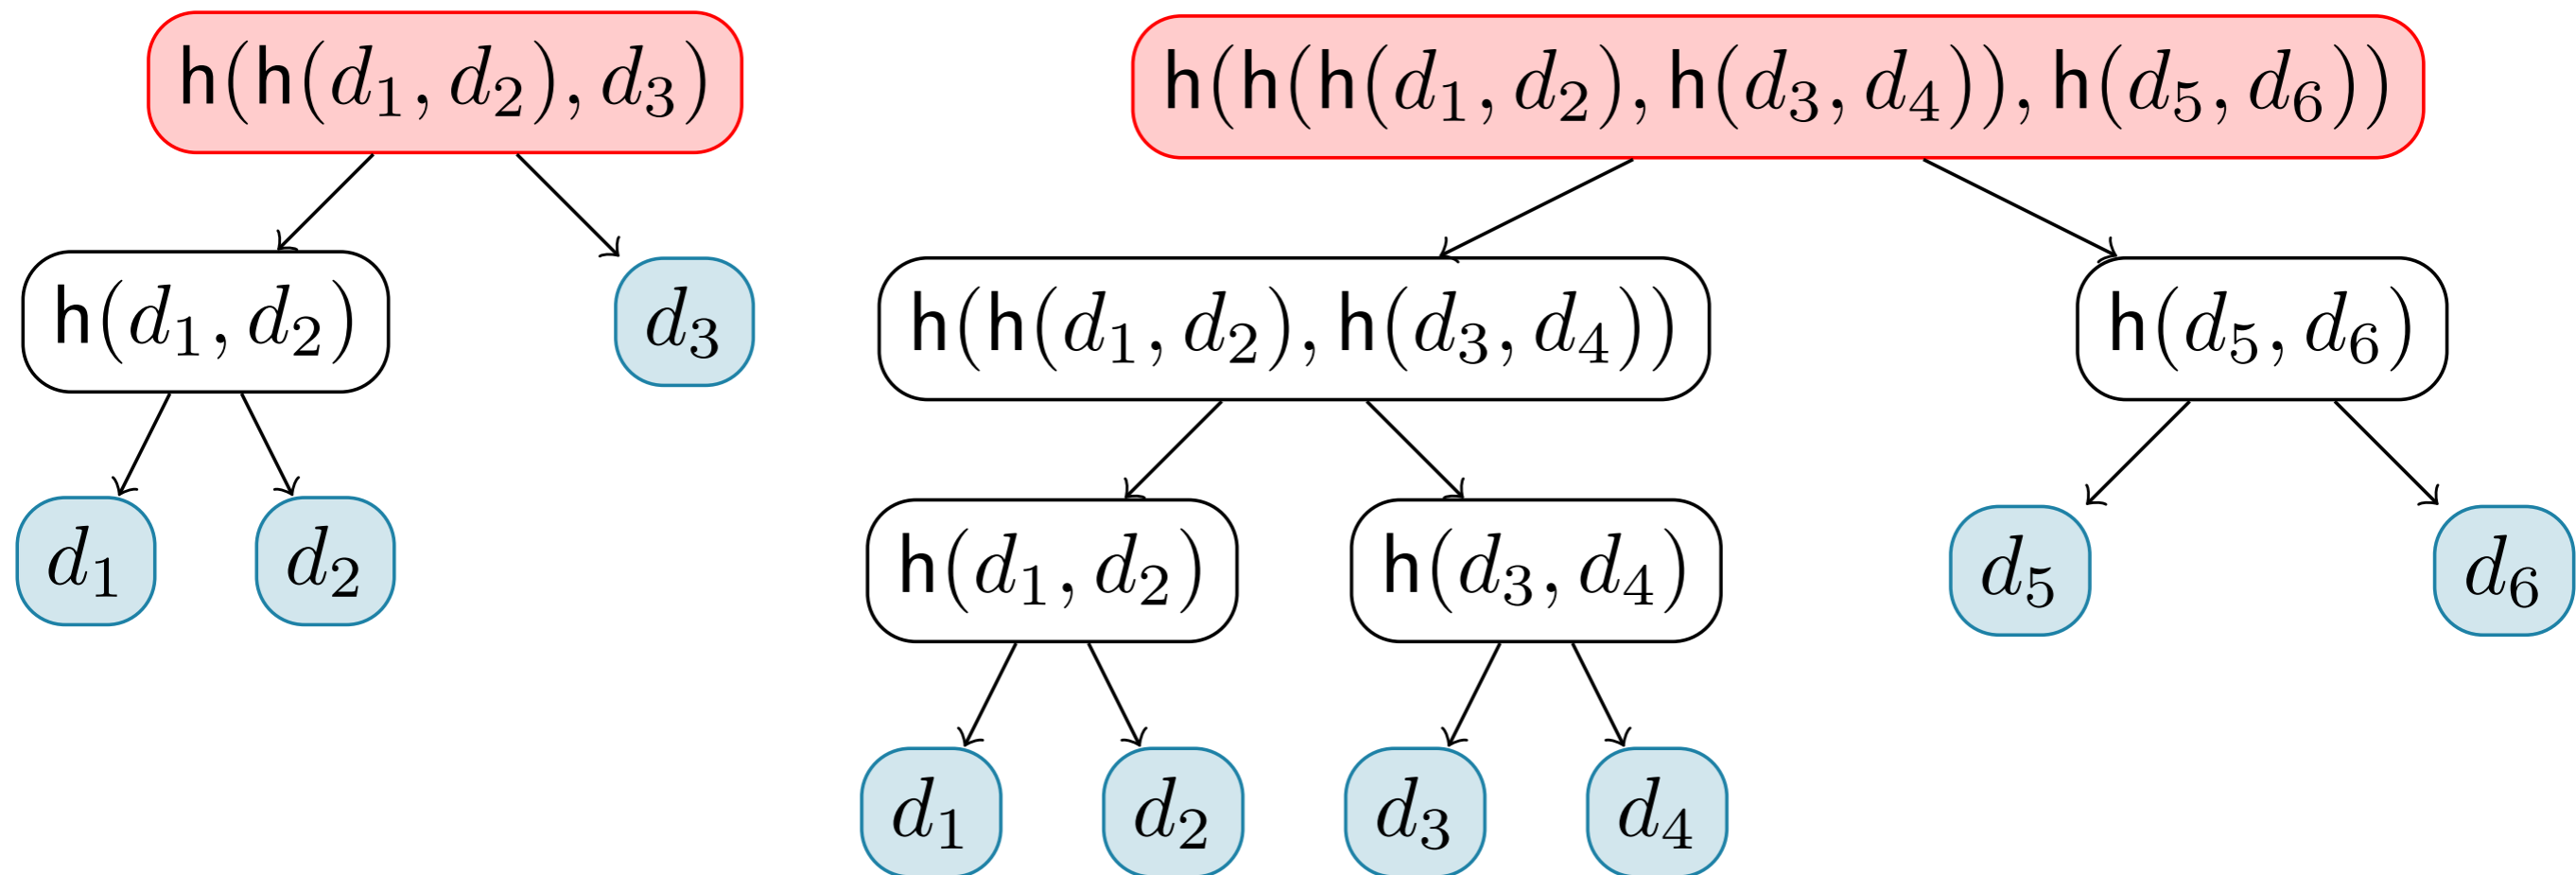 h(h(d₁, d₂), d₃)
h(d₁, d₂)
d₃
d₁
d₂
h(h(h(d₁, d₂), h(d₃, d₄)), h(d₅, d₆))
h(h(d₁, d₂), h(d₃, d₄))
h(d₅, d₆)
h(d₁, d₂)
h(d₃, d₄)
d₅
d₆
d₁
d₂
d₃
d₄